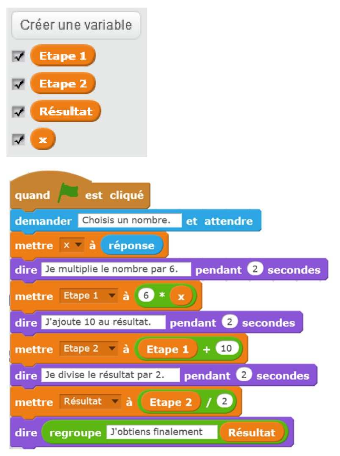 Créer une variable
Etape 1
Etape 2
Résultat
x
quand est cliqué
demander Choisis un nombre. et attendre
mettre x à réponse
dire Je multiplie le nombre par 6. pendant 2 secondes
mettre Etape 1 à 6 * x
dire J'ajoute 10 au résultat. pendant 2 secondes
mettre Etape 2 à Etape 1 + 10
dire Je divise le résultat par 2. pendant 2 secondes
mettre Résultat à Etape 2 / 2
dire regroupe J'obtiens finalement Résultat